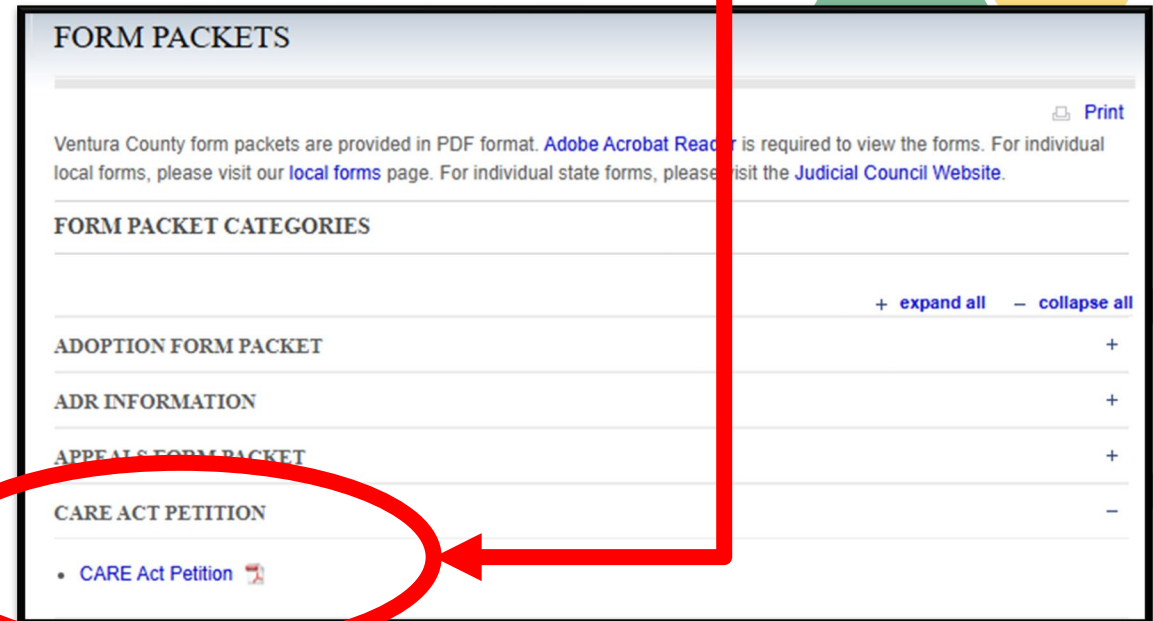 FORM PACKETS
Print
Ventura County form packets are provided in PDF format. Adobe Acrobat Reader is required to view the forms. For individual
local forms, please visit our local forms page. For individual state forms, please visit the Judicial Council Website.
FORM PACKET CATEGORIES
+ expand all – collapse all
ADOPTION FORM PACKET +
ADR INFORMATION +
APPEALS FORM PACKET +
CARE ACT PETITION –
• CARE Act Petition